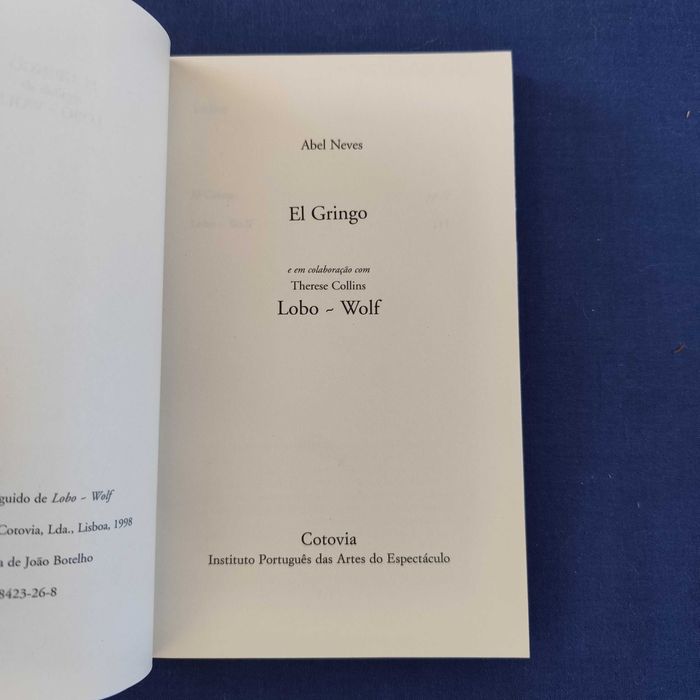 guido de Lobo ~ Wolf
Cotovia, Lda., Lisboa, 1998
a de João Botelho
8423-26-8
Abel Neves
El Gringo
e em colaboração com
Therese Collins
Lobo ~ Wolf
Cotovia
Instituto Português das Artes do Espectáculo